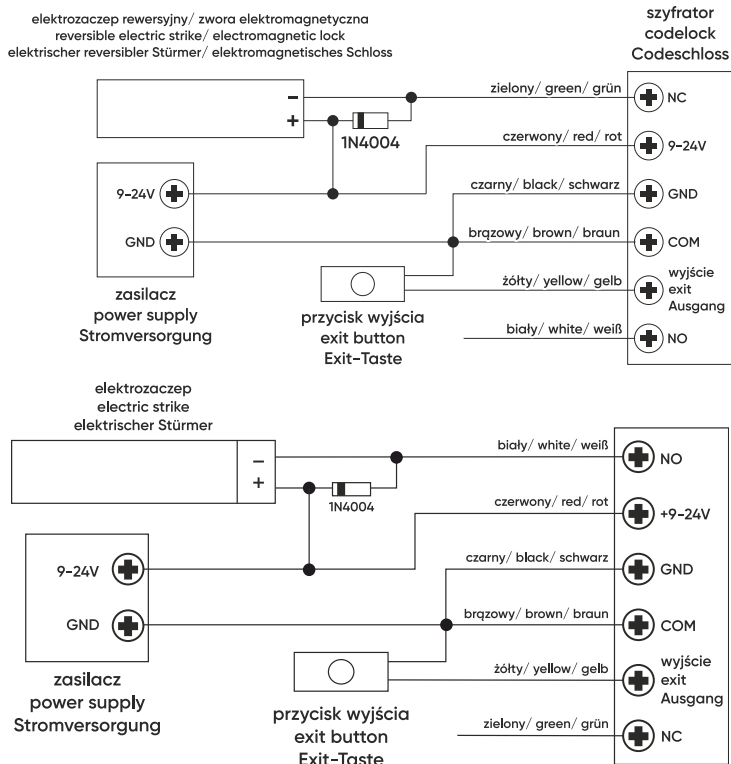 elektrozaczep rewersyjny/ zwora elektromagnetyczna
reversible electric strike/ electromagnetic lock
elektrischer reversibler Stürmer/ elektromagnetisches Schloss
szyfrator
codelock
Codeschloss
zielony/ green/ grün
NC
–
+
1N4004
czerwony/ red/ rot
9-24V
czarny/ black/ schwarz
GND
9-24V
GND
brązowy/ brown/ braun
COM
żółty/ yellow/ gelb
wyjście
exit
Ausgang
zasilacz
power supply
Stromversorgung
przycisk wyjścia
exit button
Exit-Taste
biały/ white/ weiß
NO
elektrozaczep
electric strike
elektrischer Stürmer
–
+
biały/ white/ weiß
NO
1N4004
czerwony/ red/ rot
+9-24V
9-24V
GND
czarny/ black/ schwarz
GND
brązowy/ brown/ braun
COM
żółty/ yellow/ gelb
wyjście
exit
Ausgang
zasilacz
power supply
Stromversorgung
przycisk wyjścia
exit button
Exit-Taste
zielony/ green/ grün
NC